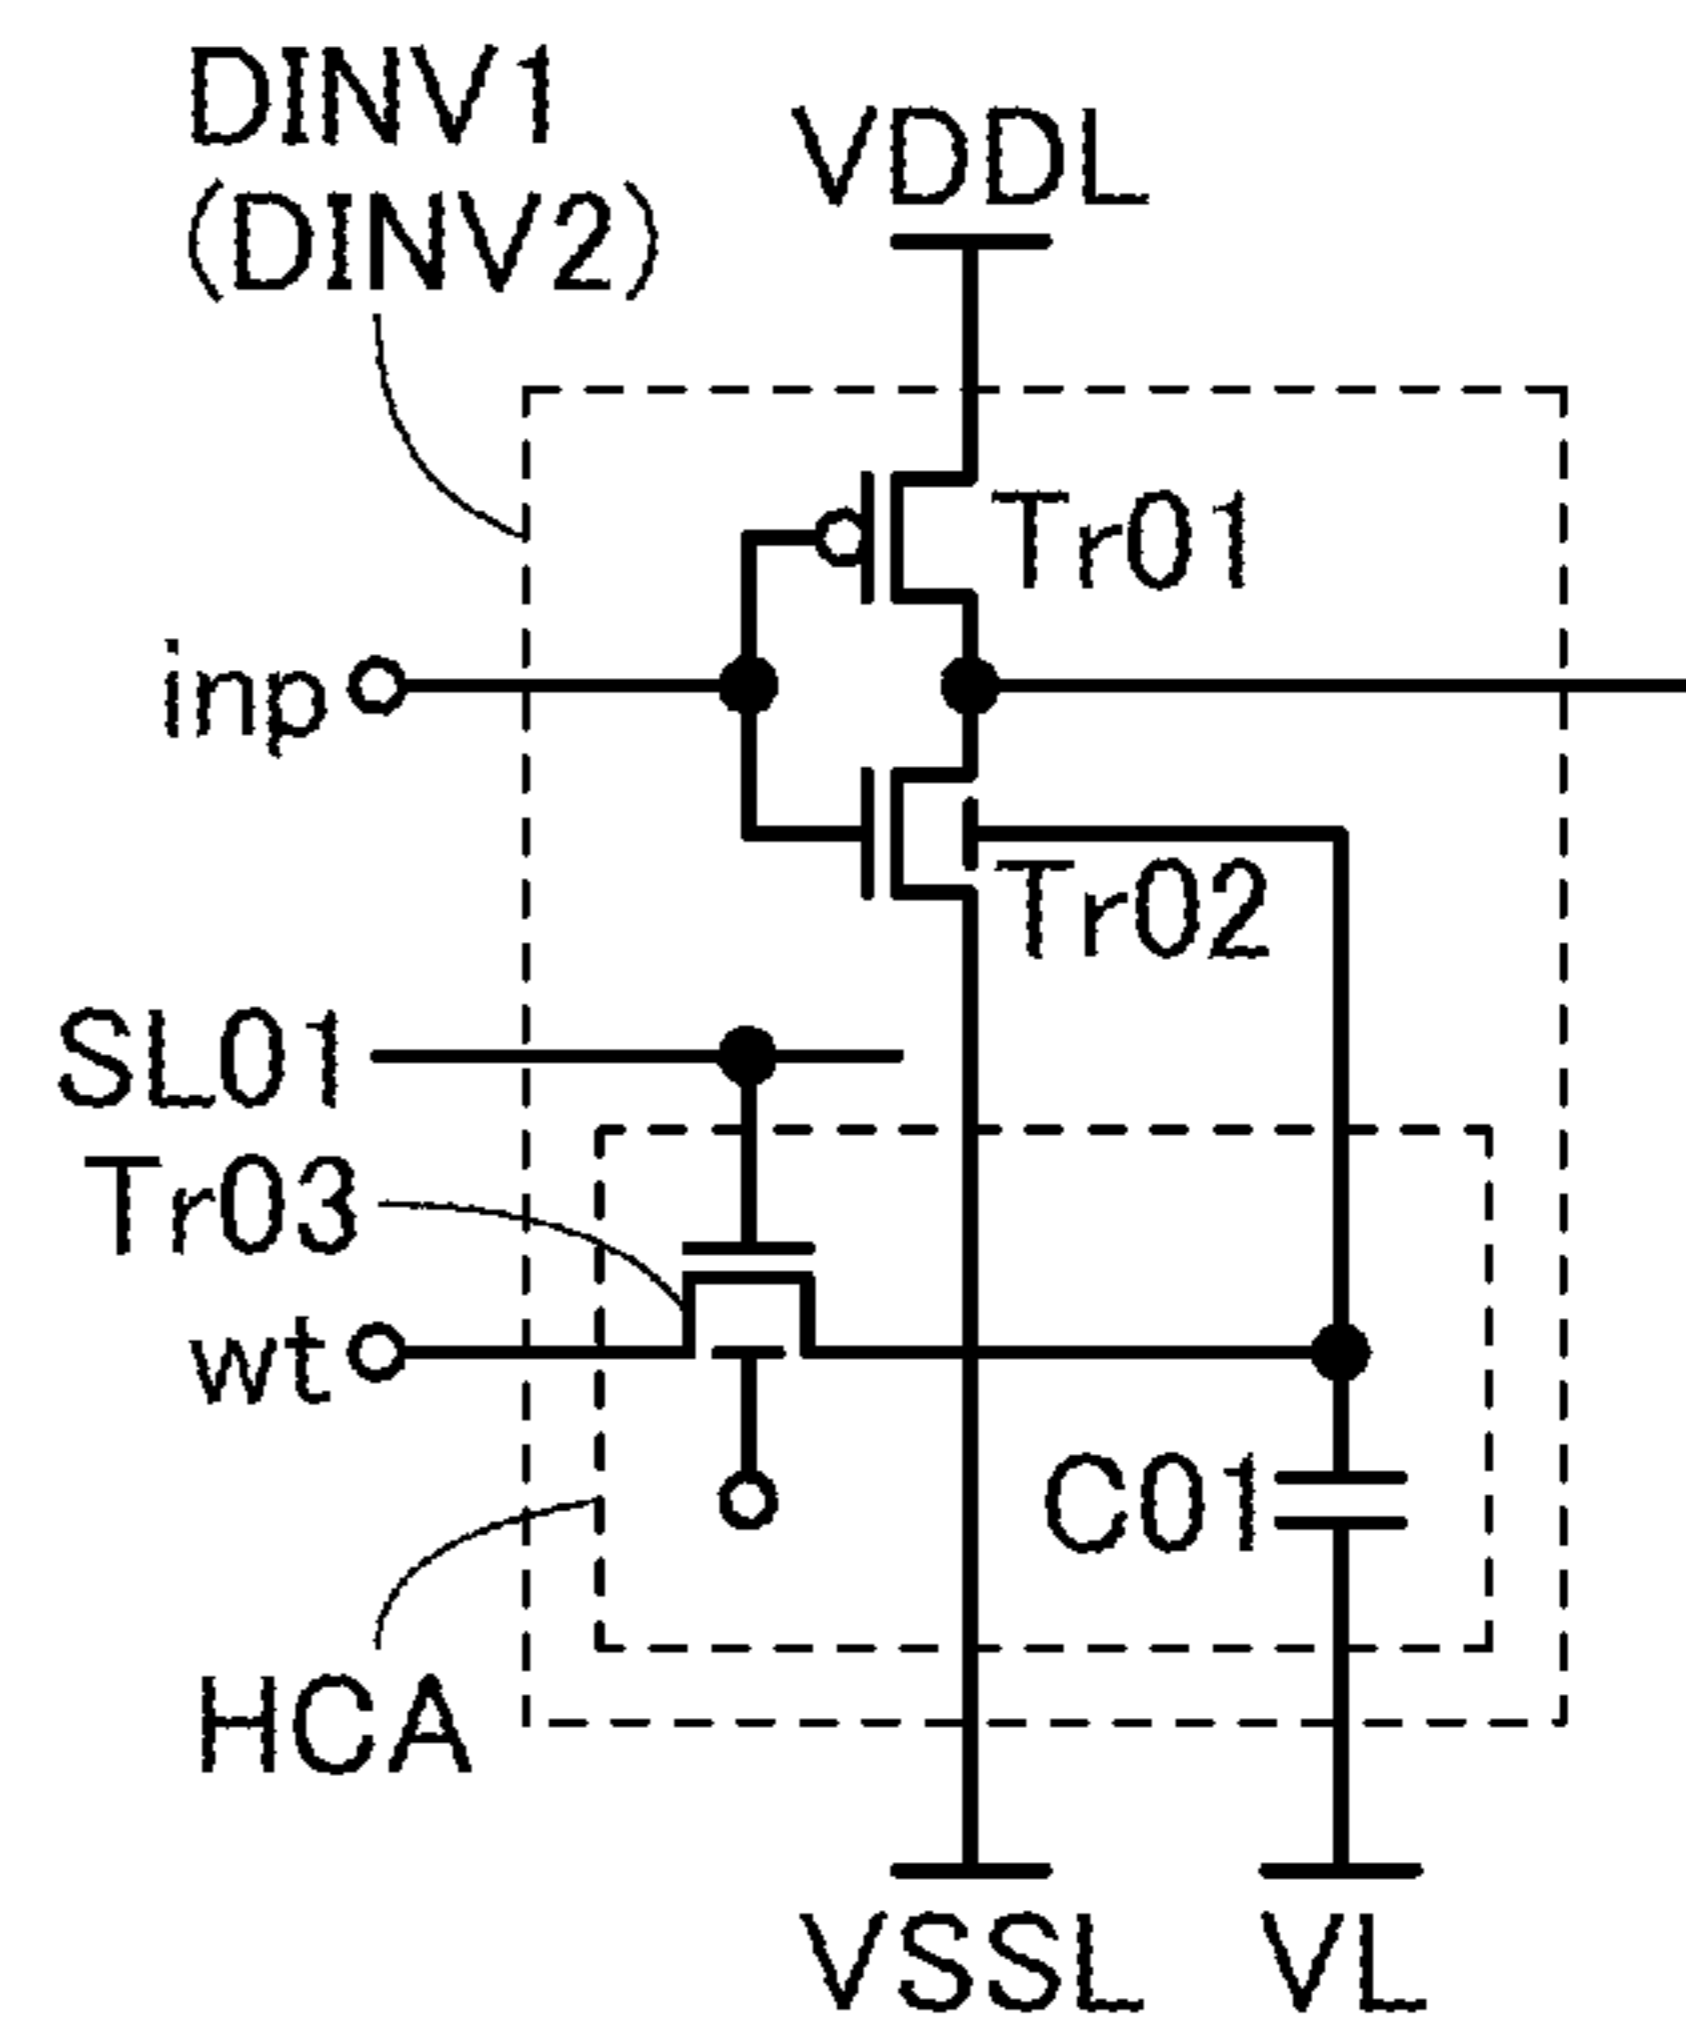 DINV1
(DINV2)
VDDL
Tr01
inp
Tr02
SL01
Tr03
wt
C01
HCA
VSSL
VL